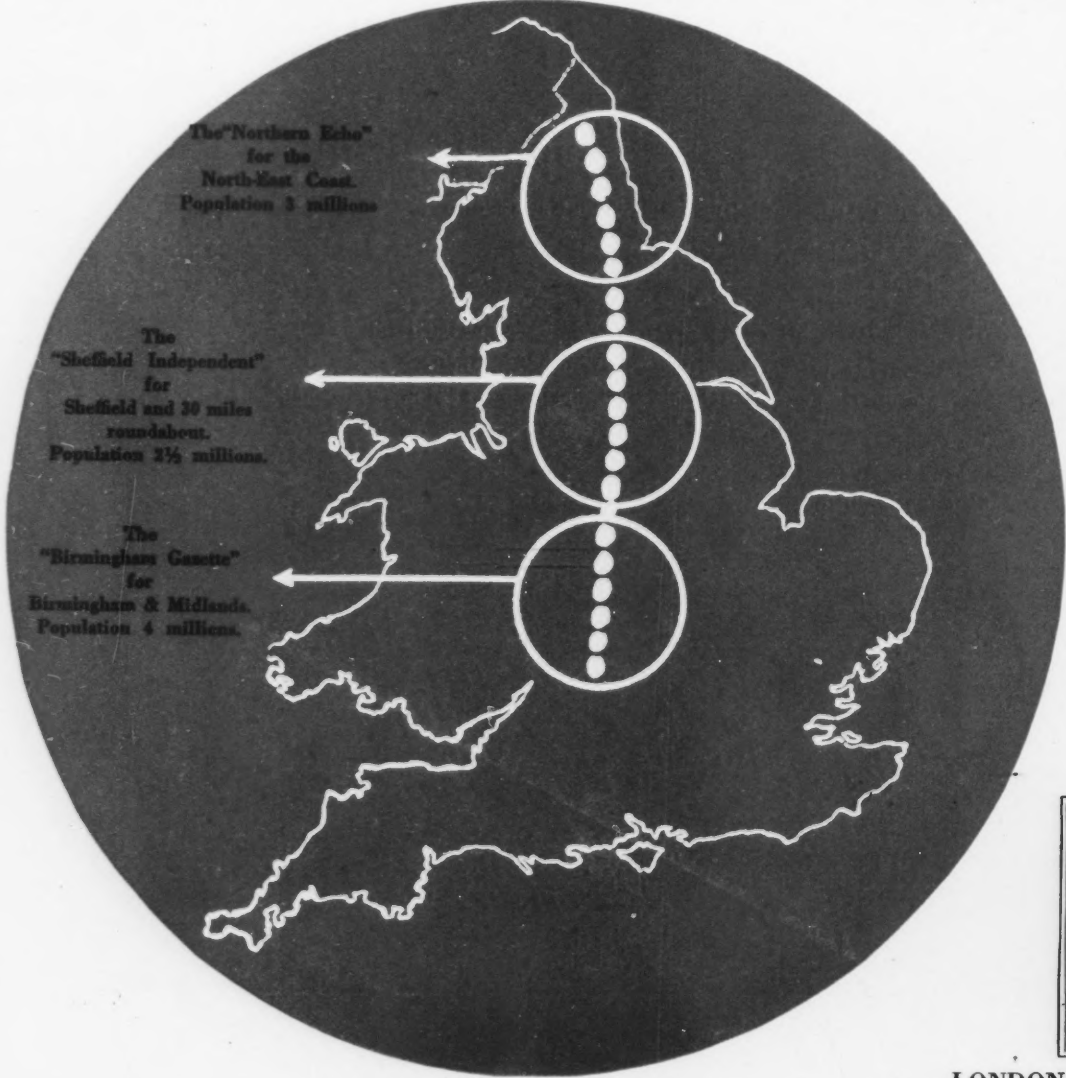 The "Northern Echo"
for the
North-East Coast.
Population 3 millions
The
"Sheffield Independent"
for
Sheffield and 30 miles
roundabout.
Population 2½ millions.
The
"Birmingham Gazette"
for
Birmingham & Midlands.
Population 4 millions.
LONDON